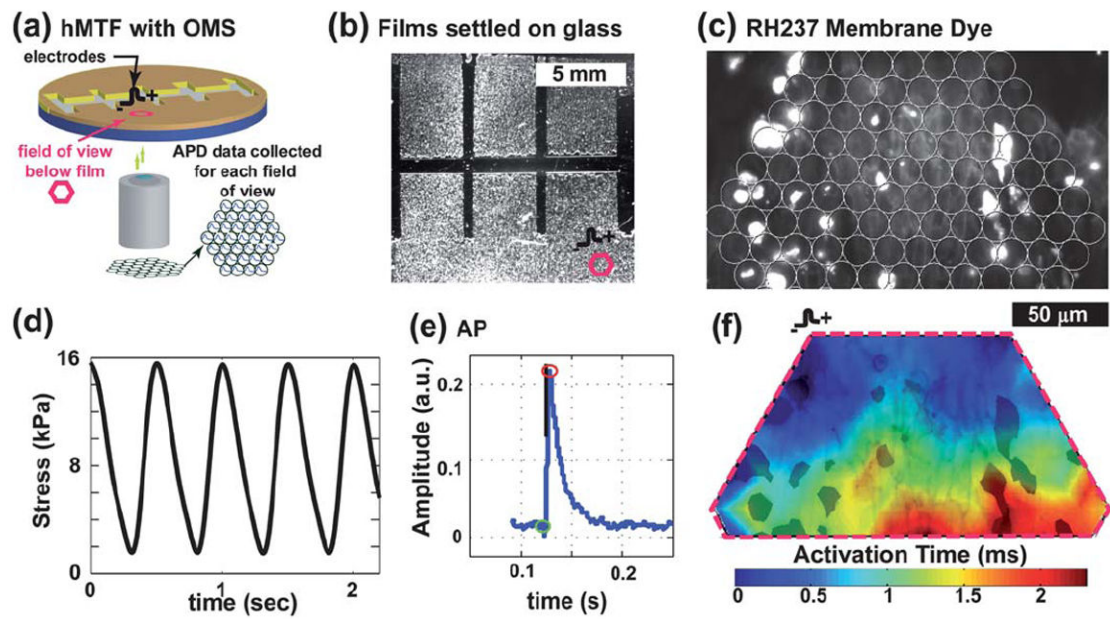 (a) hMTF with OMS
electrodes
- +
field of view
below film
APD data collected
for each field
of view
(b) Films settled on glass
5 mm
- +
(c) RH237 Membrane Dye
(d)
Stress (kPa)
16
12
8
4
0
0 1 2
time (sec)
(e) AP
Amplitude (a.u.)
0.2
0.1
0
0.1 0.2
time (s)
(f)
- +
50 μm
Activation Time (ms)
0 0.5 1 1.5 2